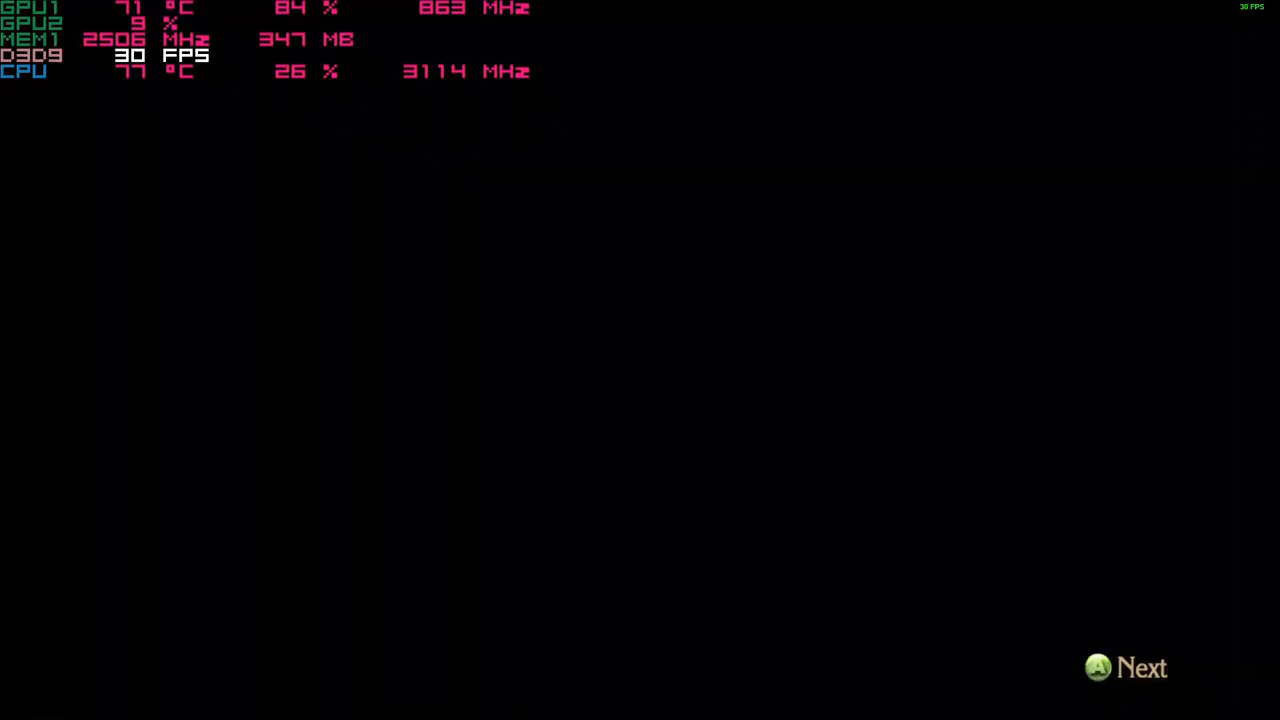 GPU1 71 °C 84 % 863 MHz
30 FPS
GPU2 9 %
MEM1 2506 MHz 347 MB
D3D9 30 FPS
CPU 77 °C 26 % 3114 MHz
A Next